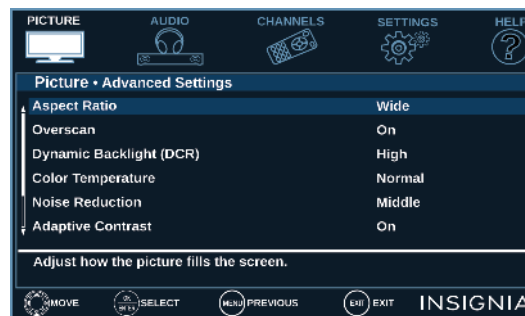 PICTURE AUDIO CHANNELS SETTINGS HELP
Picture • Advanced Settings
Aspect Ratio Wide
Overscan On
Dynamic Backlight (DCR) High
Color Temperature Normal
Noise Reduction Middle
Adaptive Contrast On
Adjust how the picture fills the screen.
MOVE OK ENTER SELECT MENU PREVIOUS EXIT EXIT INSIGNIA